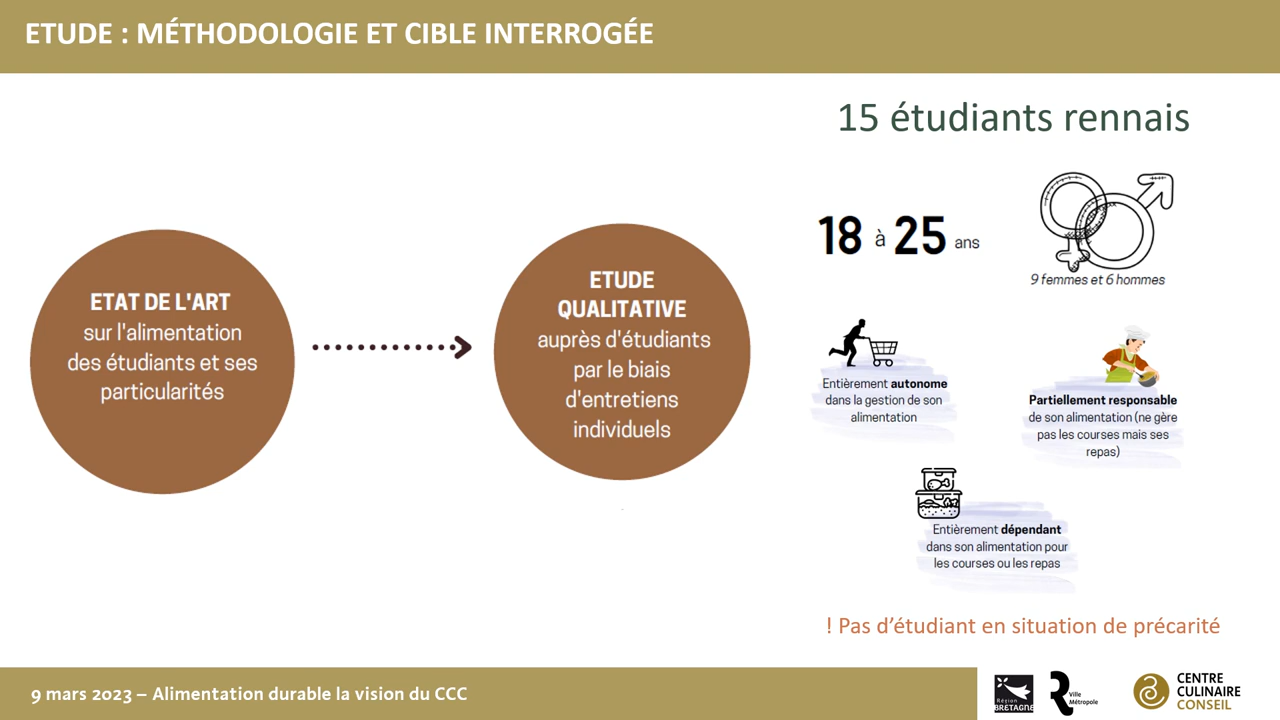 ETUDE : MÉTHODOLOGIE ET CIBLE INTERROGÉE
15 étudiants rennais
18 à 25 ans
9 femmes et 6 hommes
ETAT DE L'ART
sur l'alimentation
des étudiants et ses
particularités
ETUDE
QUALITATIVE
auprès d'étudiants
par le biais
d'entretiens
individuels
Entièrement autonome
dans la gestion de son
alimentation
Partiellement responsable
de son alimentation (ne gère
pas les courses mais ses
repas)
Entièrement dépendant
dans son alimentation pour
les courses ou les repas
! Pas d'étudiant en situation de précarité
9 mars 2023 – Alimentation durable la vision du CCC
Région
BRETAGNE
Ville
Métropole
CENTRE
CULINAIRE
CONSEIL